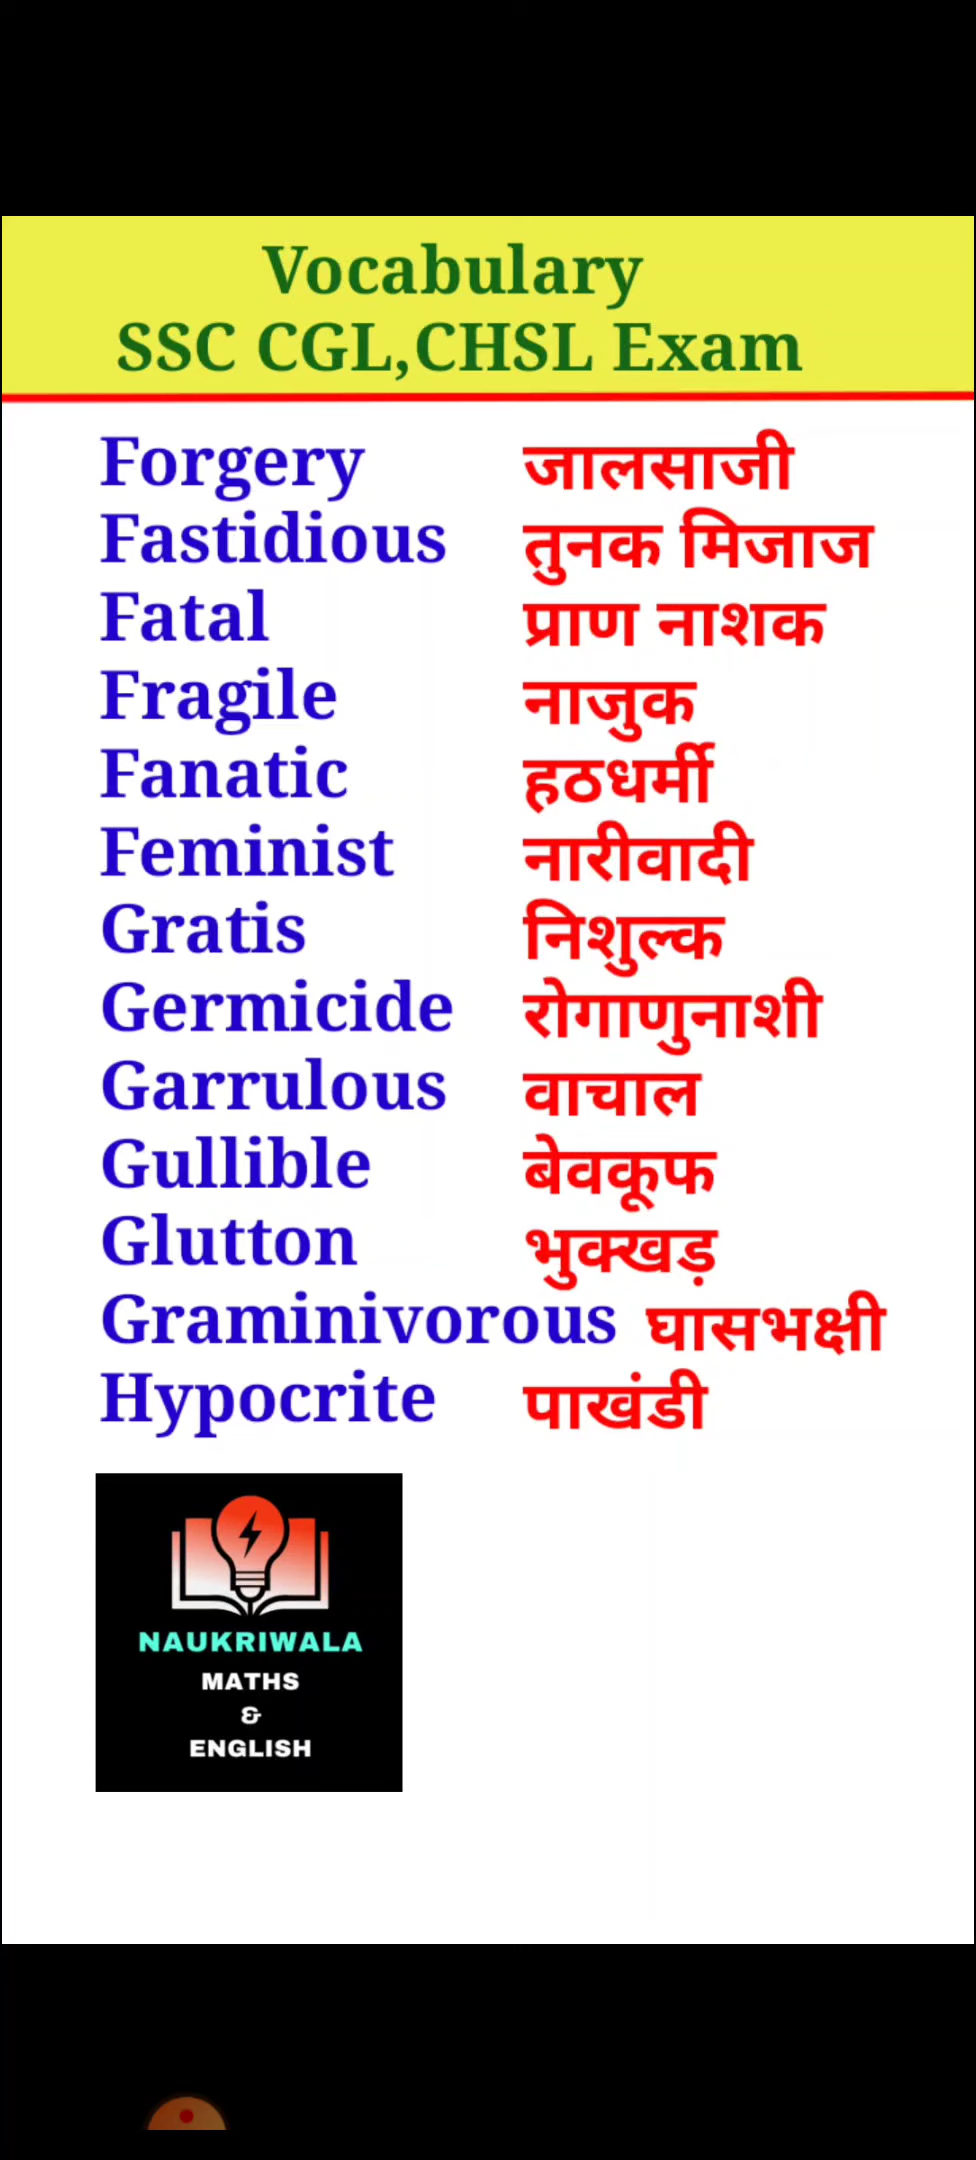 Vocabulary
SSC CGL,CHSL Exam
Forgery जालसाजी
Fastidious तुनक मिजाज
Fatal प्राण नाशक
Fragile नाजुक
Fanatic हठधर्मी
Feminist नारीवादी
Gratis निशुल्क
Germicide रोगाणुनाशी
Garrulous वाचाल
Gullible बेवकूफ
Glutton भुक्खड़
Graminivorous घासभक्षी
Hypocrite पाखंडी
NAUKRIWALA
MATHS
&
ENGLISH